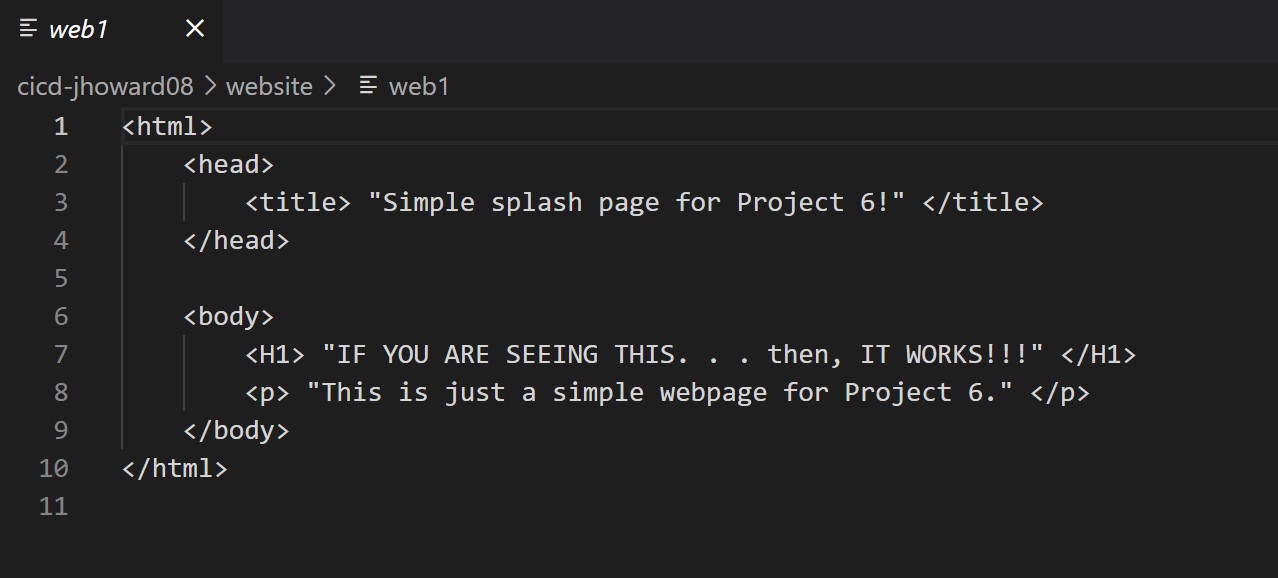 web1
cicd-jhoward08 > website > web1
1 <html>
2 <head>
3 <title> "Simple splash page for Project 6!" </title>
4 </head>
5
6 <body>
7 <H1> "IF YOU ARE SEEING THIS. . . then, IT WORKS!!!" </H1>
8 <p> "This is just a simple webpage for Project 6." </p>
9 </body>
10 </html>
11